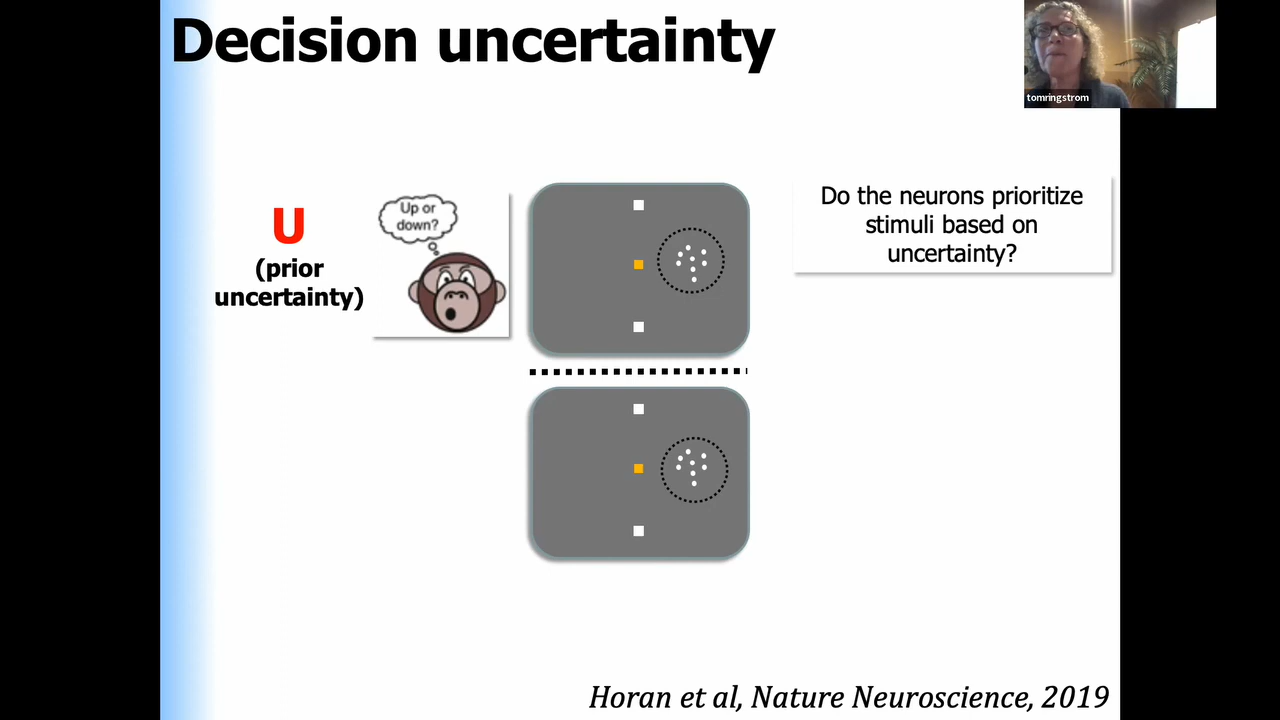 Decision uncertainty
tomringstrom
U
(prior
uncertainty)
Up or
down?
Do the neurons prioritize
stimuli based on
uncertainty?
Horan et al, Nature Neuroscience, 2019